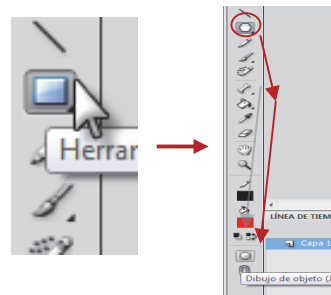 Herrar
LÍNEA DE TIEM
Capa 1
Dibujo de objeto (J